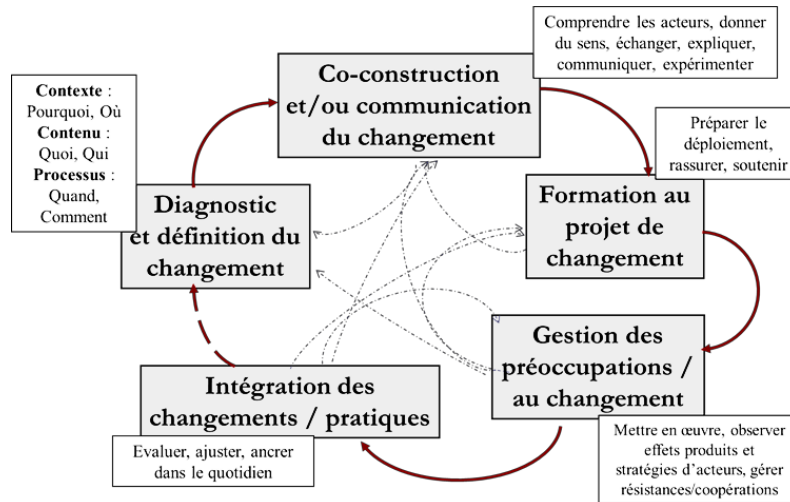 Contexte :
Pourquoi, Où
Contenu :
Quoi, Qui
Processus :
Quand,
Comment
Diagnostic
et définition du
changement
Co-construction
et/ou communication
du changement
Comprendre les acteurs, donner
du sens, échanger, expliquer,
communiquer, expérimenter
Préparer le
déploiement,
rassurer, soutenir
Formation au
projet de
changement
Gestion des
préoccupations /
au changement
Mettre en œuvre, observer
effets produits et
stratégies d'acteurs, gérer
résistances/coopérations
Intégration des
changements / pratiques
Evaluer, ajuster, ancrer
dans le quotidien